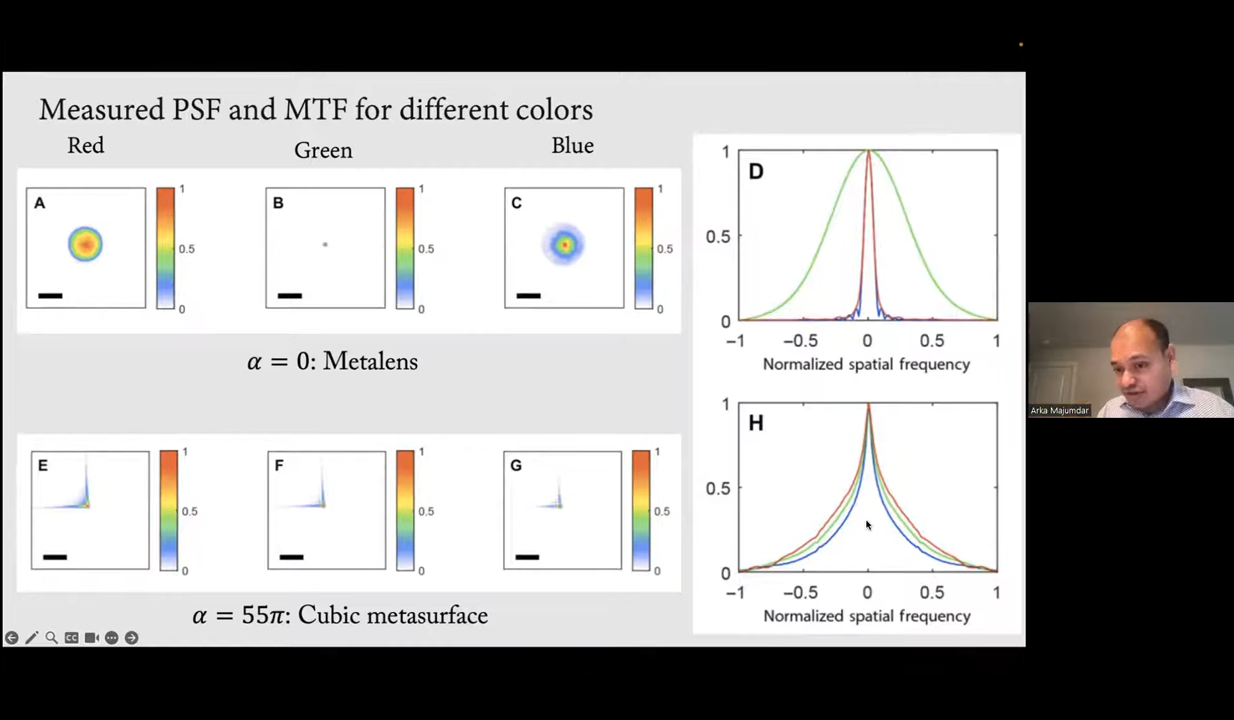 Measured PSF and MTF for different colors
Red
Green
Blue
A
1
0.5
0
B
1
0.5
0
C
1
0.5
0
α = 0: Metalens
E
1
0.5
0
F
1
0.5
0
G
1
0.5
0
α = 55π: Cubic metasurface
D
1
0.5
0
−1 −0.5 0 0.5 1
Normalized spatial frequency
H
1
0.5
0
−1 −0.5 0 0.5 1
Normalized spatial frequency
CC
Arka Majumdar